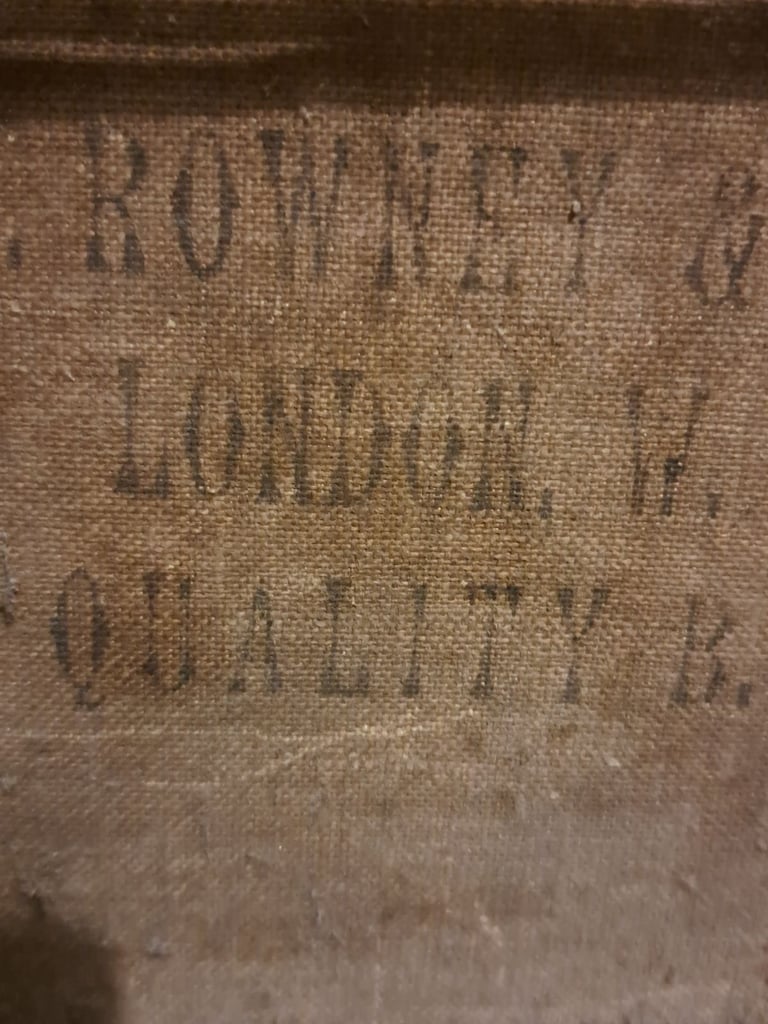 . ROWNEY &
LONDON, W.
QUALITY B.